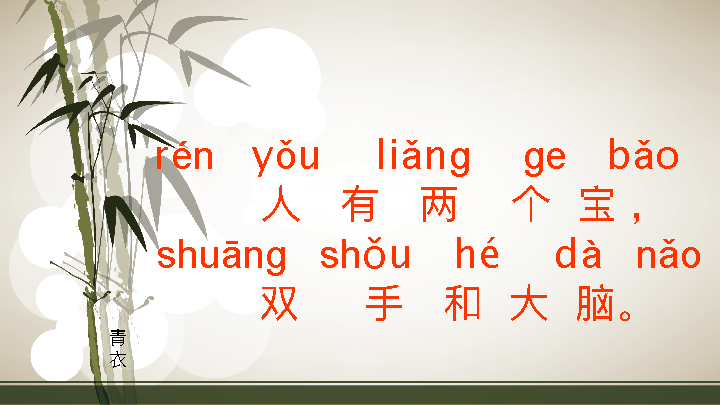 rén yǒu liǎng ge bǎo
人 有 两 个 宝，
shuāng shǒu hé dà nǎo
双 手 和 大 脑。
青衣